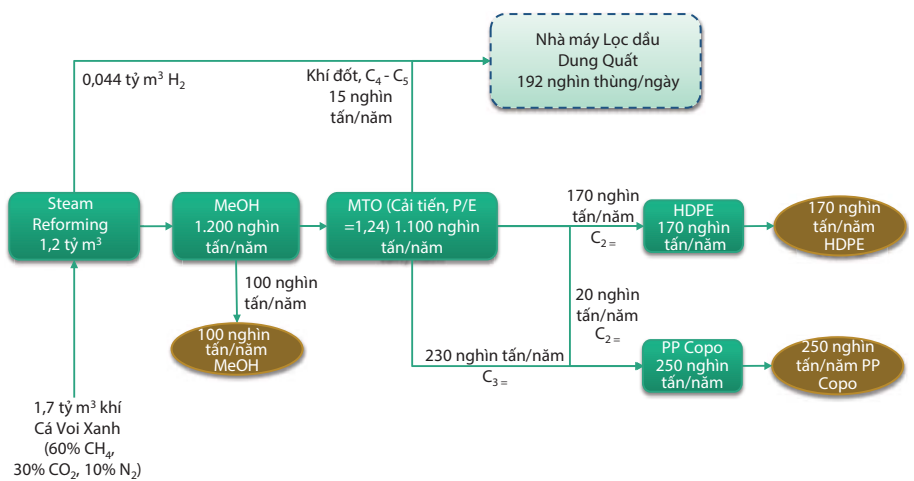 Nhà máy Lọc dầu
Dung Quất
192 nghìn thùng/ngày
0,044 tỷ m³ H₂
Khí đốt, C₄ - C₅
15 nghìn
tấn/năm
Steam
Reforming
1,2 tỷ m³
MeOH
1.200 nghìn
tấn/năm
MTO (Cải tiến, P/E
=1,24) 1.100 nghìn
tấn/năm
170 nghìn
tấn/năm
C₂ =
HDPE
170 nghìn
tấn/năm
170 nghìn
tấn/năm
HDPE
100 nghìn
tấn/năm
100 nghìn
tấn/năm
MeOH
20 nghìn
tấn/năm
C₂ =
230 nghìn tấn/năm
C₃ =
PP Copo
250 nghìn
tấn/năm
250 nghìn
tấn/năm PP
Copo
1,7 tỷ m³ khí
Cá Voi Xanh
(60% CH₄,
30% CO₂, 10% N₂)